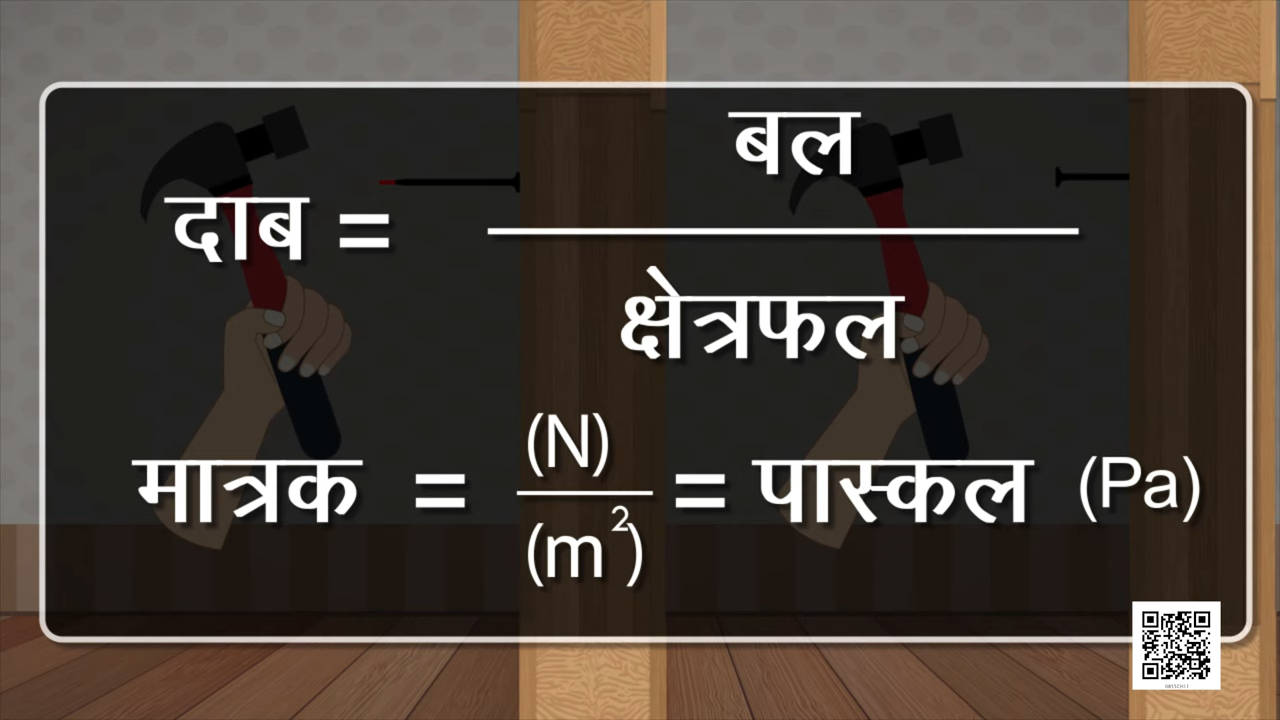 बल
दाब =
क्षेत्रफल
(N)
मात्रक = = पास्कल (Pa)
(m²)